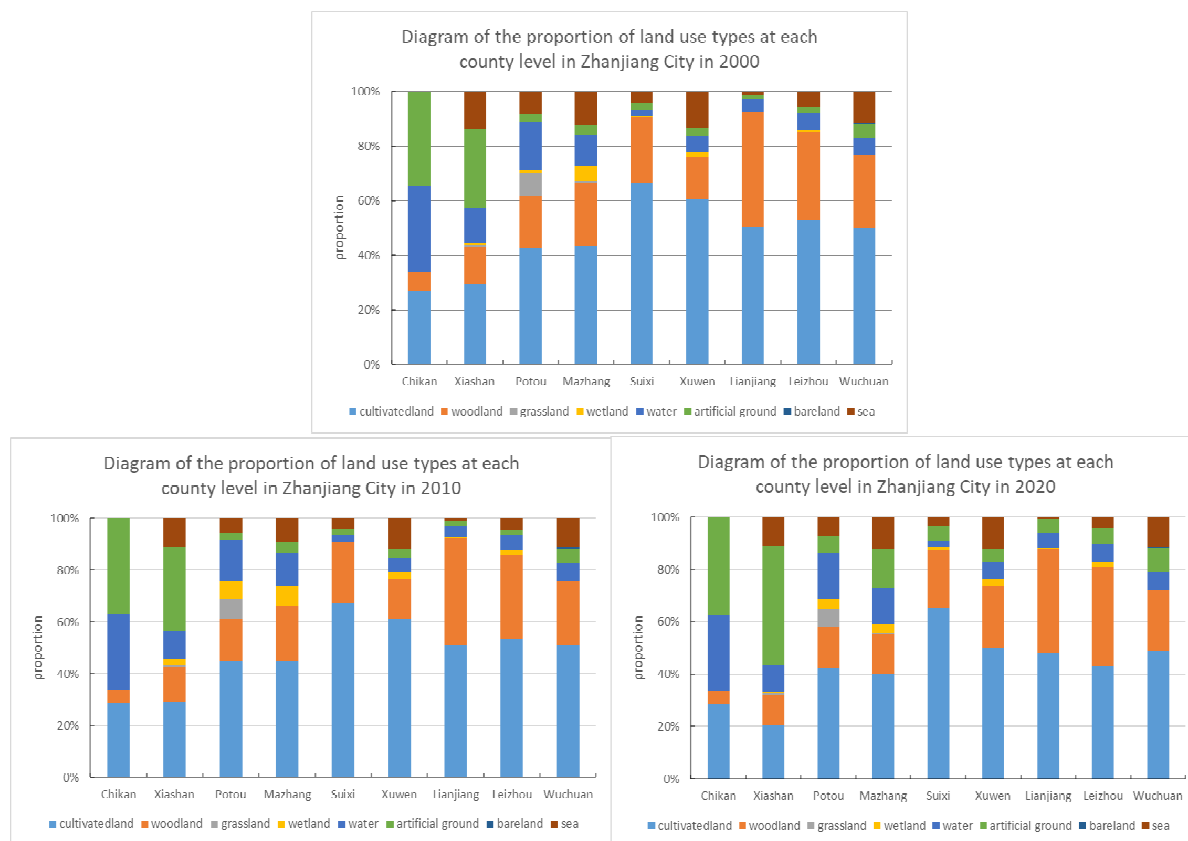 Diagram of the proportion of land use types at each
county level in Zhanjiang City in 2000
100%
80%
60%
40%
20%
0%
proportion
Chikan Xiashan Potou Mazhang Suixi Xuwen Lianjiang Leizhou Wuchuan
cultivatedland woodland grassland wetland water artificial ground bareland sea
Diagram of the proportion of land use types at each
county level in Zhanjiang City in 2010
100%
80%
60%
40%
20%
0%
proportion
Chikan Xiashan Potou Mazhang Suixi Xuwen Lianjiang Leizhou Wuchuan
cultivatedland woodland grassland wetland water artificial ground bareland sea
Diagram of the proportion of land use types at each
county level in Zhanjiang City in 2020
100%
80%
60%
40%
20%
0%
proportion
Chikan Xiashan Potou Mazhang Suixi Xuwen Lianjiang Leizhou Wuchuan
cultivatedland woodland grassland wetland water artificial ground bareland sea